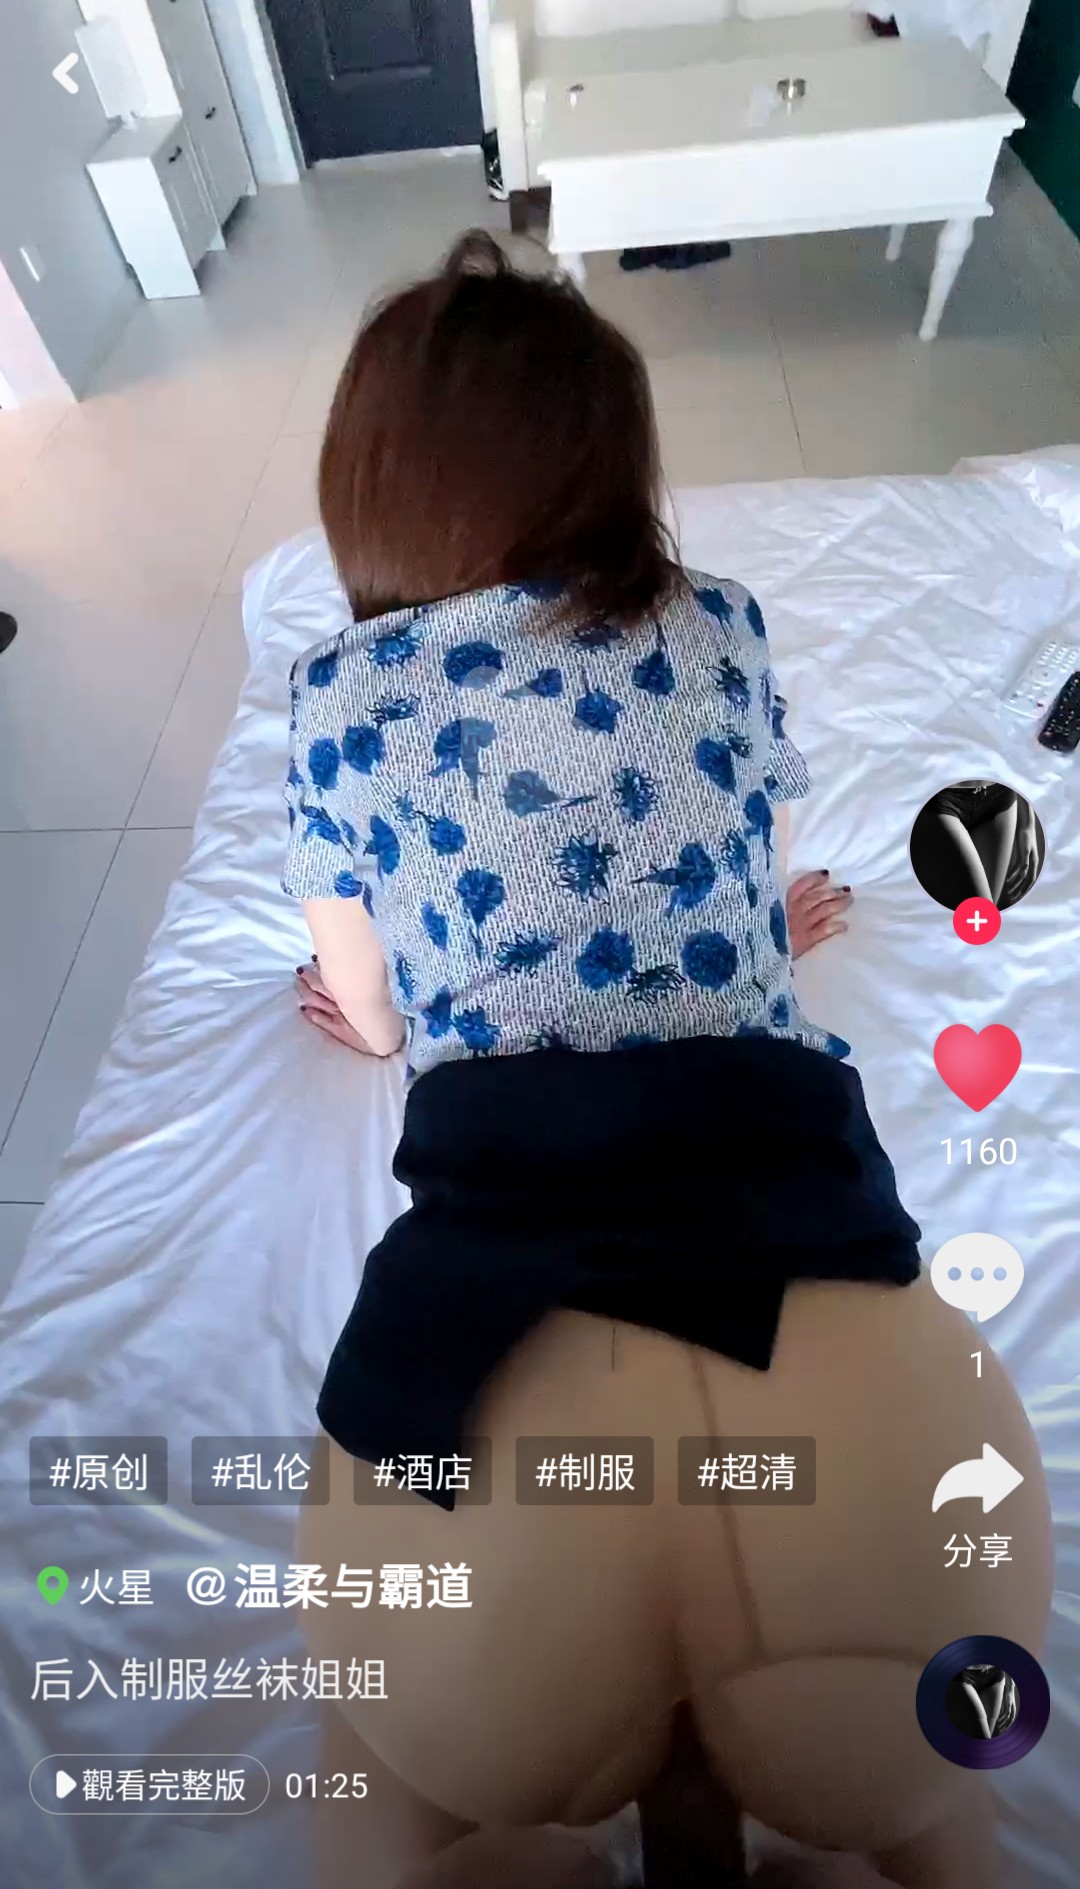 1160
1
分享
#原创 #乱伦 #酒店 #制服 #超清
火星 @温柔与霸道
后入制服丝袜姐姐
觀看完整版 01:25